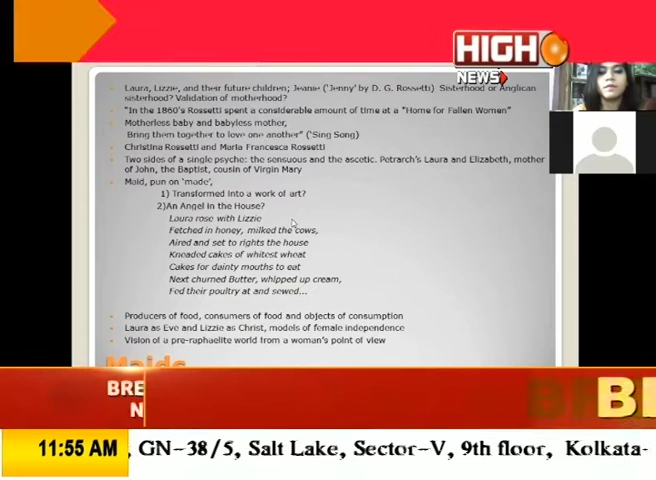 HIGH
NEWS
Laura, Lizzie, and their future children; Jeanie ('Jenny' by D. G. Rossetti) Sisterhood or Anglican
sisterhood? Validation of motherhood?
"In the 1860's Rossetti spent a considerable amount of time at a "Home for Fallen Women"
Motherless baby and babyless mother,
Bring them together to love one another" ('Sing Song)
Christina Rossetti and Maria Francesca Rossetti
Two sides of a single psyche: the sensuous and the ascetic. Petrarch's Laura and Elizabeth, mother
of John, the Baptist, cousin of Virgin Mary
Maid, pun on 'made',
1) Transformed into a work of art?
2)An Angel in the House?
Laura rose with Lizzie
Fetched in honey, milked the cows,
Aired and set to rights the house
Kneaded cakes of whitest wheat
Cakes for dainty mouths to eat
Next churned Butter, whipped up cream,
Fed their poultry at and sewed...
Producers of food, consumers of food and objects of consumption
Laura as Eve and Lizzie as Christ, models of female independence
Vision of a pre-raphaelite world from a woman's point of view
Maids
BRE
N
B
11:55 AM , GN-38/5, Salt Lake, Sector-V, 9th floor, Kolkata-